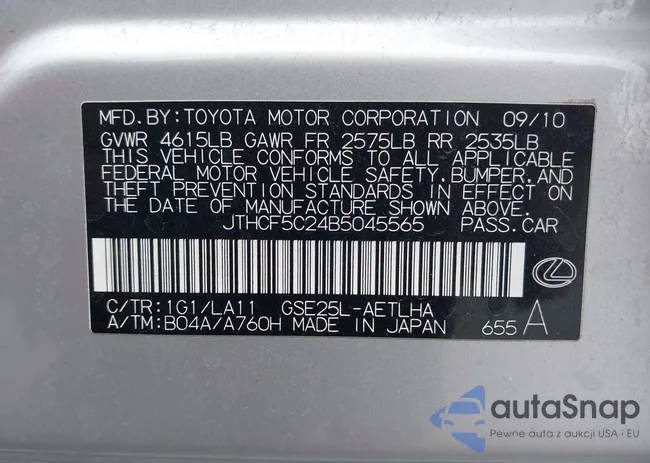 MFD. BY: TOYOTA MOTOR CORPORATION 09/10
GVWR 4615LB GAWR FR 2575LB RR 2535LB
THIS VEHICLE CONFORMS TO ALL APPLICABLE
FEDERAL MOTOR VEHICLE SAFETY, BUMPER, AND
THEFT PREVENTION STANDARDS IN EFFECT ON
THE DATE OF MANUFACTURE SHOWN ABOVE.
JTHCF5C24B5045565 PASS. CAR
C/TR: 1G1/LA11 GSE25L-AETLHA
A/TM: B04A/A760H MADE IN JAPAN 655 A
autaSnap
Pewne auta z aukcji USA i EU